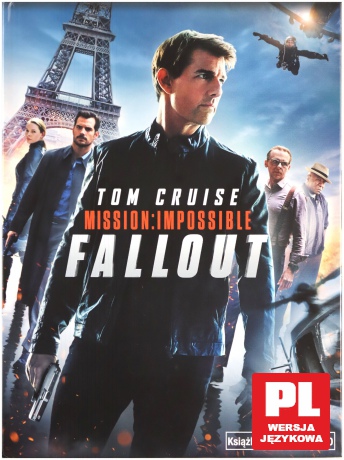 TOM CRUISE
MISSION:IMPOSSIBLE
FALLOUT
PL
WERSJA
JĘZYKOWA